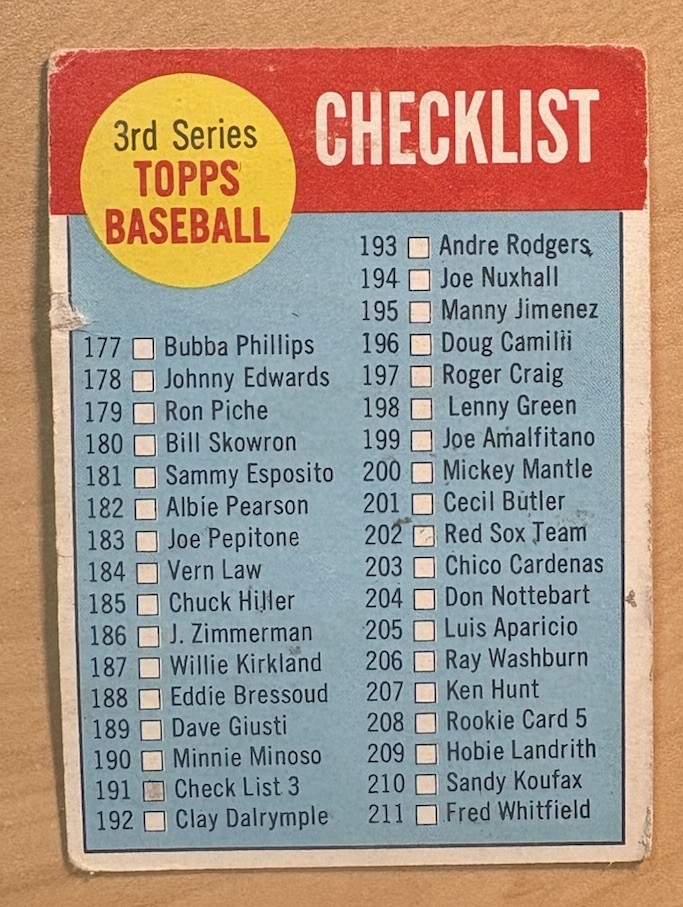 3rd Series
TOPPS
BASEBALL
CHECKLIST
177 Bubba Phillips
178 Johnny Edwards
179 Ron Piche
180 Bill Skowron
181 Sammy Esposito
182 Albie Pearson
183 Joe Pepitone
184 Vern Law
185 Chuck Hiller
186 J. Zimmerman
187 Willie Kirkland
188 Eddie Bressoud
189 Dave Giusti
190 Minnie Minoso
191 Check List 3
192 Clay Dalrymple
193 Andre Rodgers
194 Joe Nuxhall
195 Manny Jimenez
196 Doug Camilli
197 Roger Craig
198 Lenny Green
199 Joe Amalfitano
200 Mickey Mantle
201 Cecil Butler
202 Red Sox Team
203 Chico Cardenas
204 Don Nottebart
205 Luis Aparicio
206 Ray Washburn
207 Ken Hunt
208 Rookie Card 5
209 Hobie Landrith
210 Sandy Koufax
211 Fred Whitfield